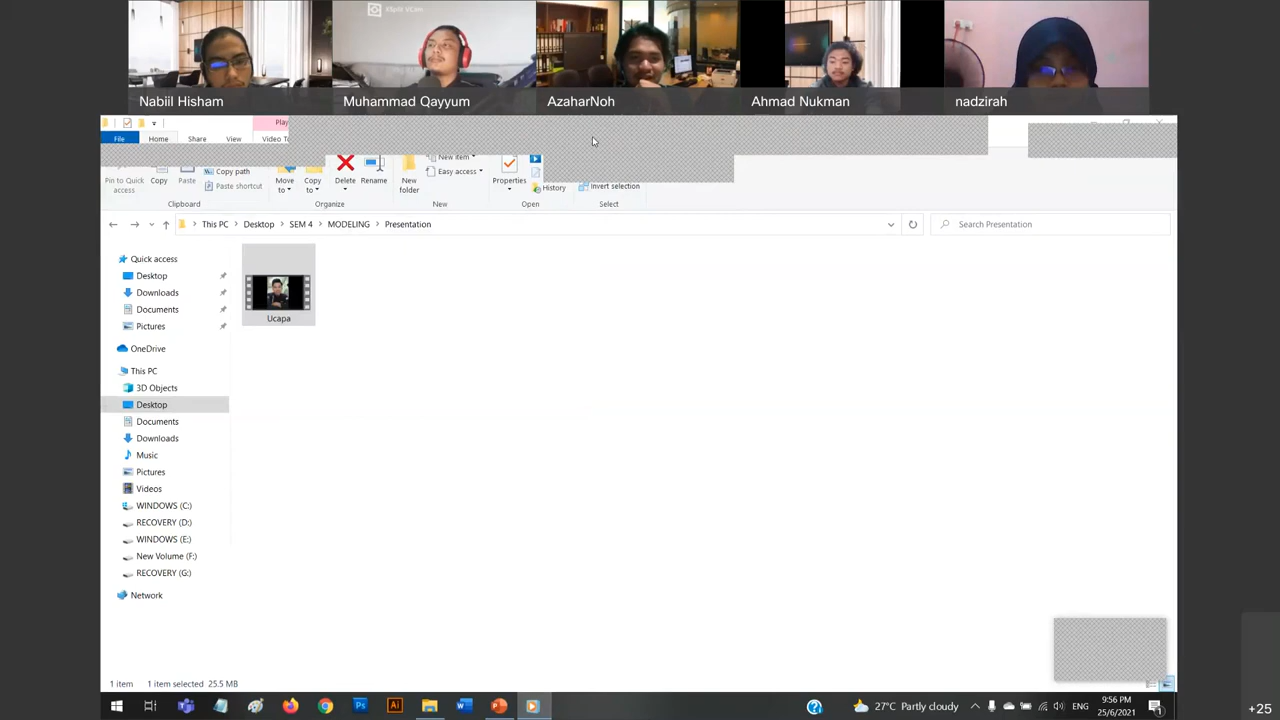 XSplit VCam
Nabiil Hisham
Muhammad Qayyum
AzaharNoh
Ahmad Nukman
nadzirah
Play
File
Home
Share
View
Video To
Pin to Quick
access
Copy
Paste
Copy path
Paste shortcut
Clipboard
Move
to
Copy
to
Delete
Rename
Organize
New
folder
New item
Easy access
New
Properties
History
Open
Invert selection
Select
This PC
Desktop
SEM 4
MODELING
Presentation
Search Presentation
Quick access
Desktop
Downloads
Documents
Pictures
OneDrive
This PC
3D Objects
Desktop
Documents
Downloads
Music
Pictures
Videos
WINDOWS (C:)
RECOVERY (D:)
WINDOWS (E:)
New Volume (F:)
RECOVERY (G:)
Network
Ucapa
1 item
1 item selected 25.5 MB
27°C Partly cloudy
ENG
9:56 PM
25/6/2021
+25